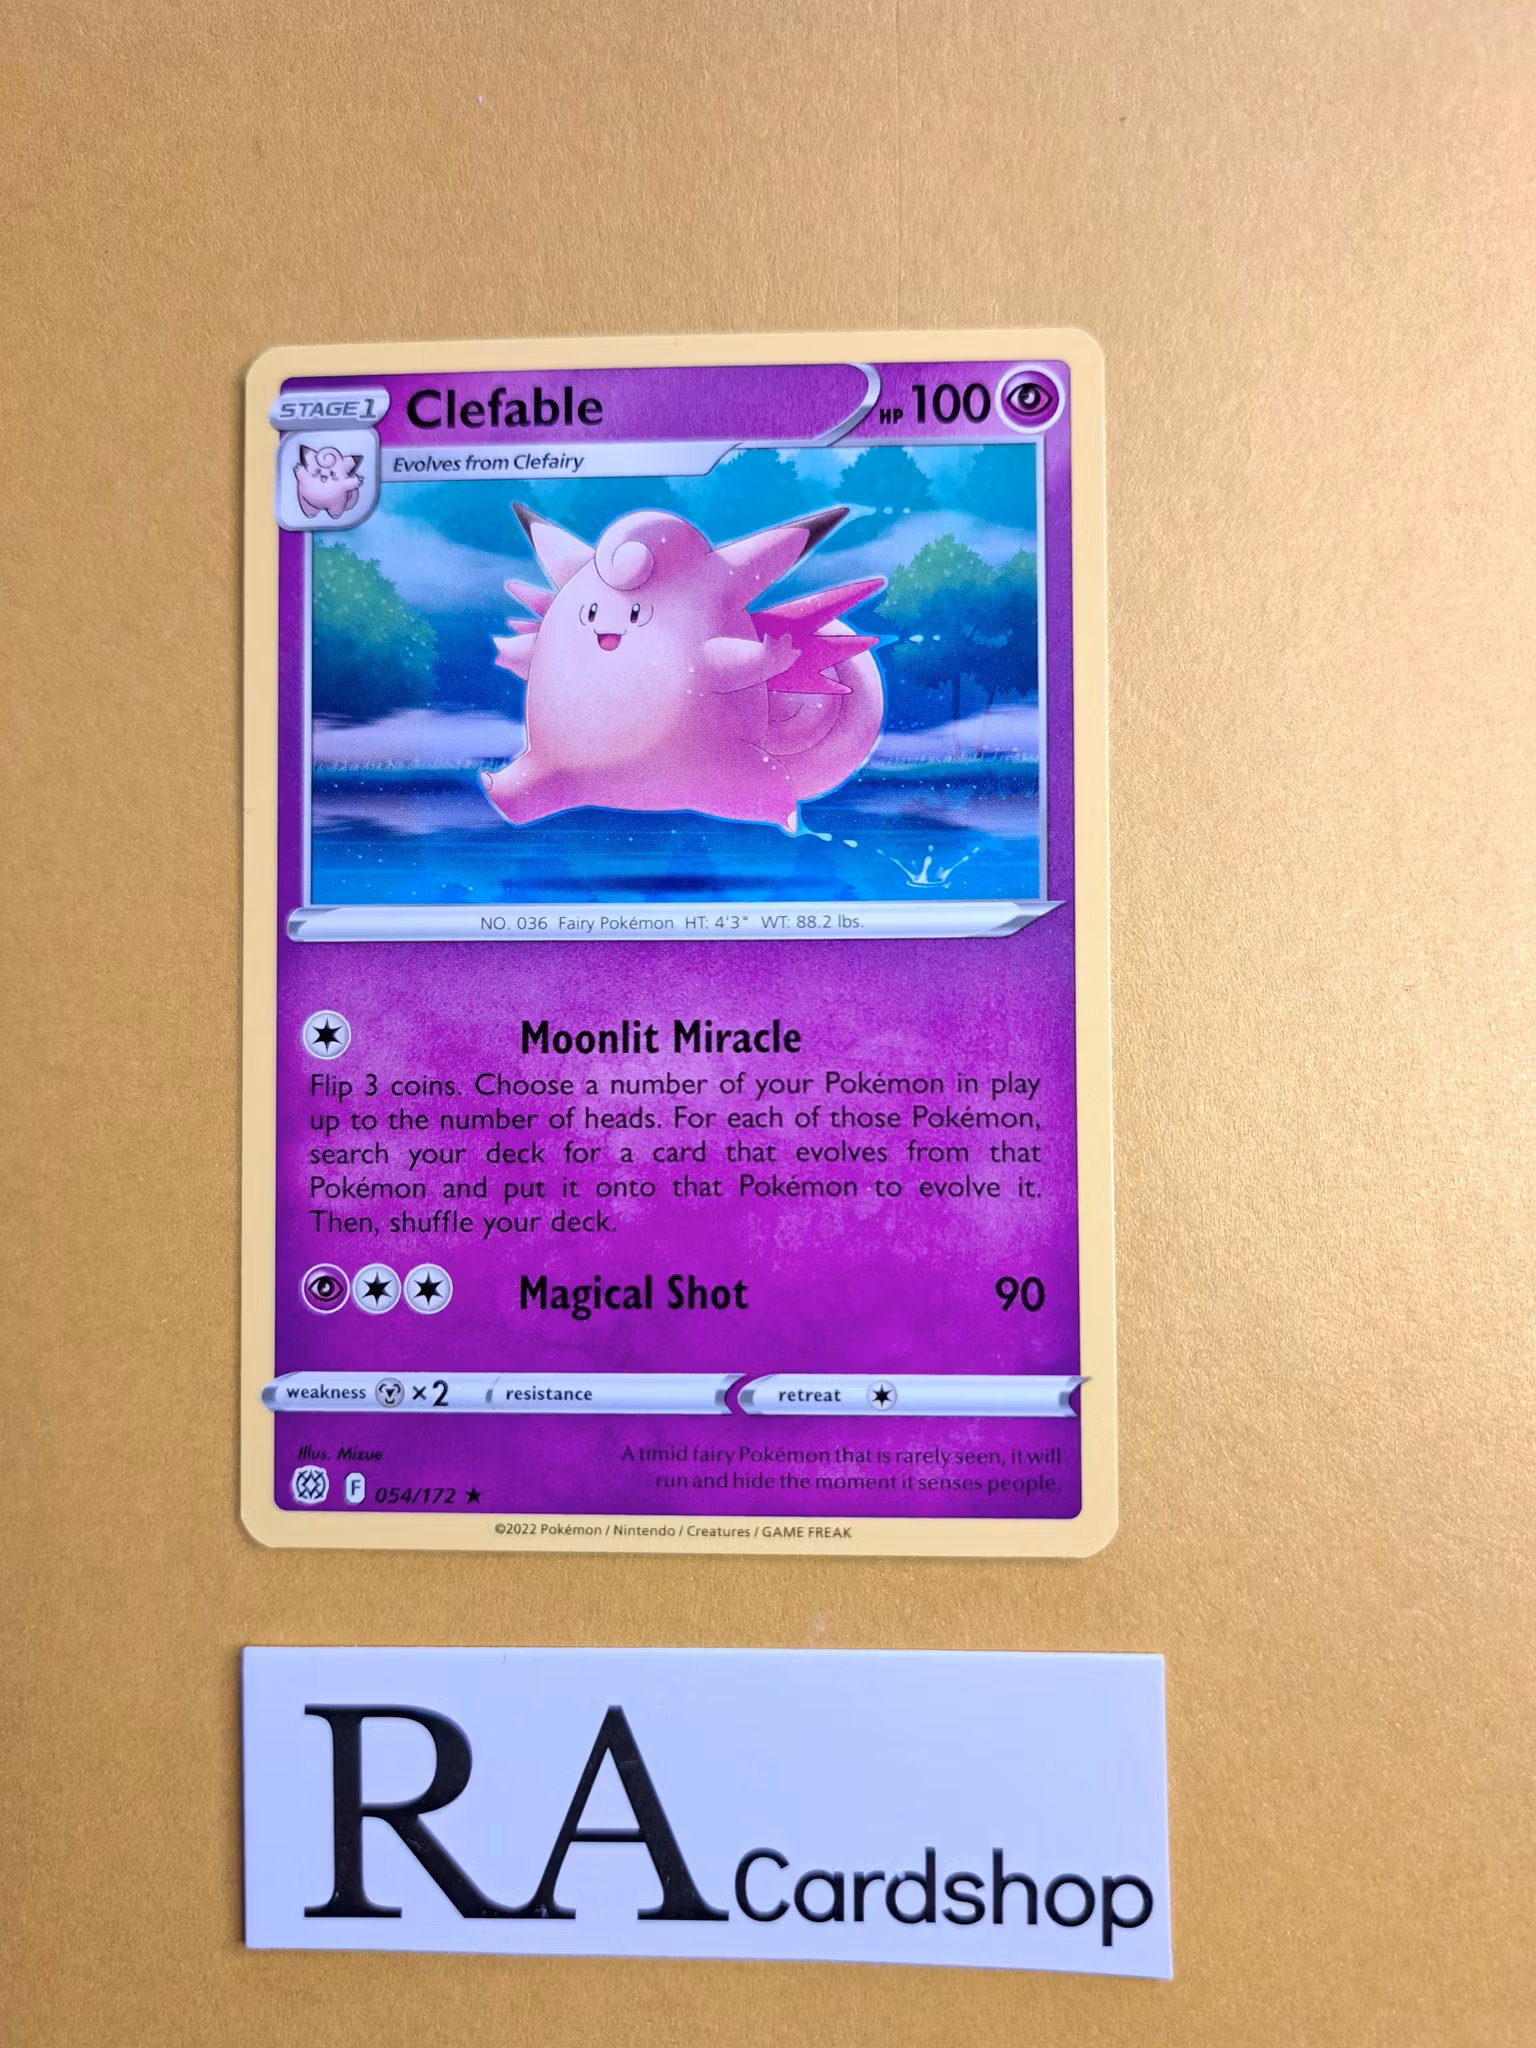 STAGE 1
Clefable
HP 100
Evolves from Clefairy
NO. 036 Fairy Pokémon HT: 4'3" WT: 88.2 lbs.
Moonlit Miracle
Flip 3 coins. Choose a number of your Pokémon in play
up to the number of heads. For each of those Pokémon,
search your deck for a card that evolves from that
Pokémon and put it onto that Pokémon to evolve it.
Then, shuffle your deck.
Magical Shot 90
weakness ×2 resistance retreat
Illus. Mizue
A timid fairy Pokémon that is rarely seen, it will
run and hide the moment it senses people.
F 054/172 ★
©2022 Pokémon / Nintendo / Creatures / GAME FREAK
RA Cardshop